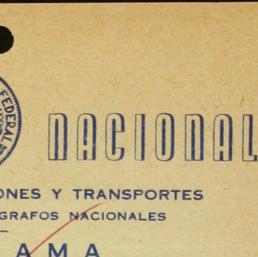 FEDERAL
NACIONAL
ONES Y TRANSPORTES
GRAFOS NACIONALES
AMA